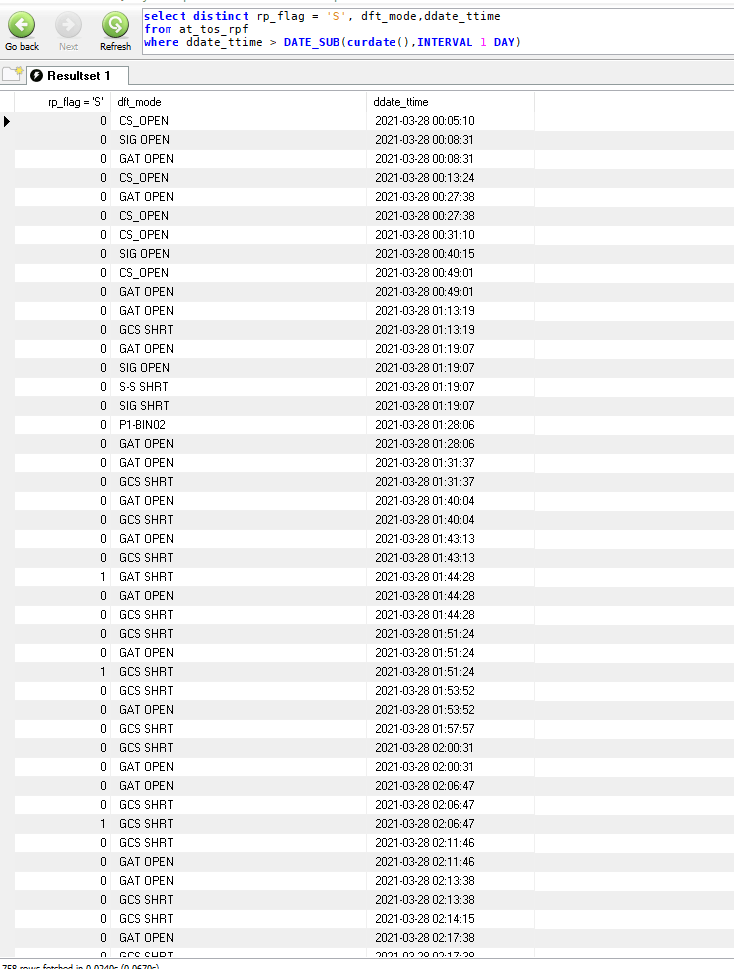 Go back
Next
Refresh
select distinct rp_flag = 'S', dft_mode,ddate_ttime
from at_tos_rpf
where ddate_ttime > DATE_SUB(curdate(),INTERVAL 1 DAY)
Resultset 1
rp_flag = 'S' dft_mode ddate_ttime
0 CS_OPEN 2021-03-28 00:05:10
0 SIG OPEN 2021-03-28 00:08:31
0 GAT OPEN 2021-03-28 00:08:31
0 CS_OPEN 2021-03-28 00:13:24
0 GAT OPEN 2021-03-28 00:27:38
0 CS_OPEN 2021-03-28 00:27:38
0 CS_OPEN 2021-03-28 00:31:10
0 SIG OPEN 2021-03-28 00:40:15
0 CS_OPEN 2021-03-28 00:49:01
0 GAT OPEN 2021-03-28 00:49:01
0 GAT OPEN 2021-03-28 01:13:19
0 GCS SHRT 2021-03-28 01:13:19
0 GAT OPEN 2021-03-28 01:19:07
0 SIG OPEN 2021-03-28 01:19:07
0 S-S SHRT 2021-03-28 01:19:07
0 SIG SHRT 2021-03-28 01:19:07
0 P1-BIN02 2021-03-28 01:28:06
0 GAT OPEN 2021-03-28 01:28:06
0 GAT OPEN 2021-03-28 01:31:37
0 GCS SHRT 2021-03-28 01:31:37
0 GAT OPEN 2021-03-28 01:40:04
0 GCS SHRT 2021-03-28 01:40:04
0 GAT OPEN 2021-03-28 01:43:13
0 GCS SHRT 2021-03-28 01:43:13
1 GAT SHRT 2021-03-28 01:44:28
0 GAT OPEN 2021-03-28 01:44:28
0 GCS SHRT 2021-03-28 01:44:28
0 GCS SHRT 2021-03-28 01:51:24
0 GAT OPEN 2021-03-28 01:51:24
1 GCS SHRT 2021-03-28 01:51:24
0 GCS SHRT 2021-03-28 01:53:52
0 GAT OPEN 2021-03-28 01:53:52
0 GCS SHRT 2021-03-28 01:57:57
0 GCS SHRT 2021-03-28 02:00:31
0 GAT OPEN 2021-03-28 02:00:31
0 GAT OPEN 2021-03-28 02:06:47
0 GCS SHRT 2021-03-28 02:06:47
1 GCS SHRT 2021-03-28 02:06:47
0 GCS SHRT 2021-03-28 02:11:46
0 GAT OPEN 2021-03-28 02:11:46
0 GAT OPEN 2021-03-28 02:13:38
0 GCS SHRT 2021-03-28 02:13:38
0 GCS SHRT 2021-03-28 02:14:15
0 GAT OPEN 2021-03-28 02:17:38
0 GCS SHRT 2021-03-28 02:17:38
758 rows fetched in